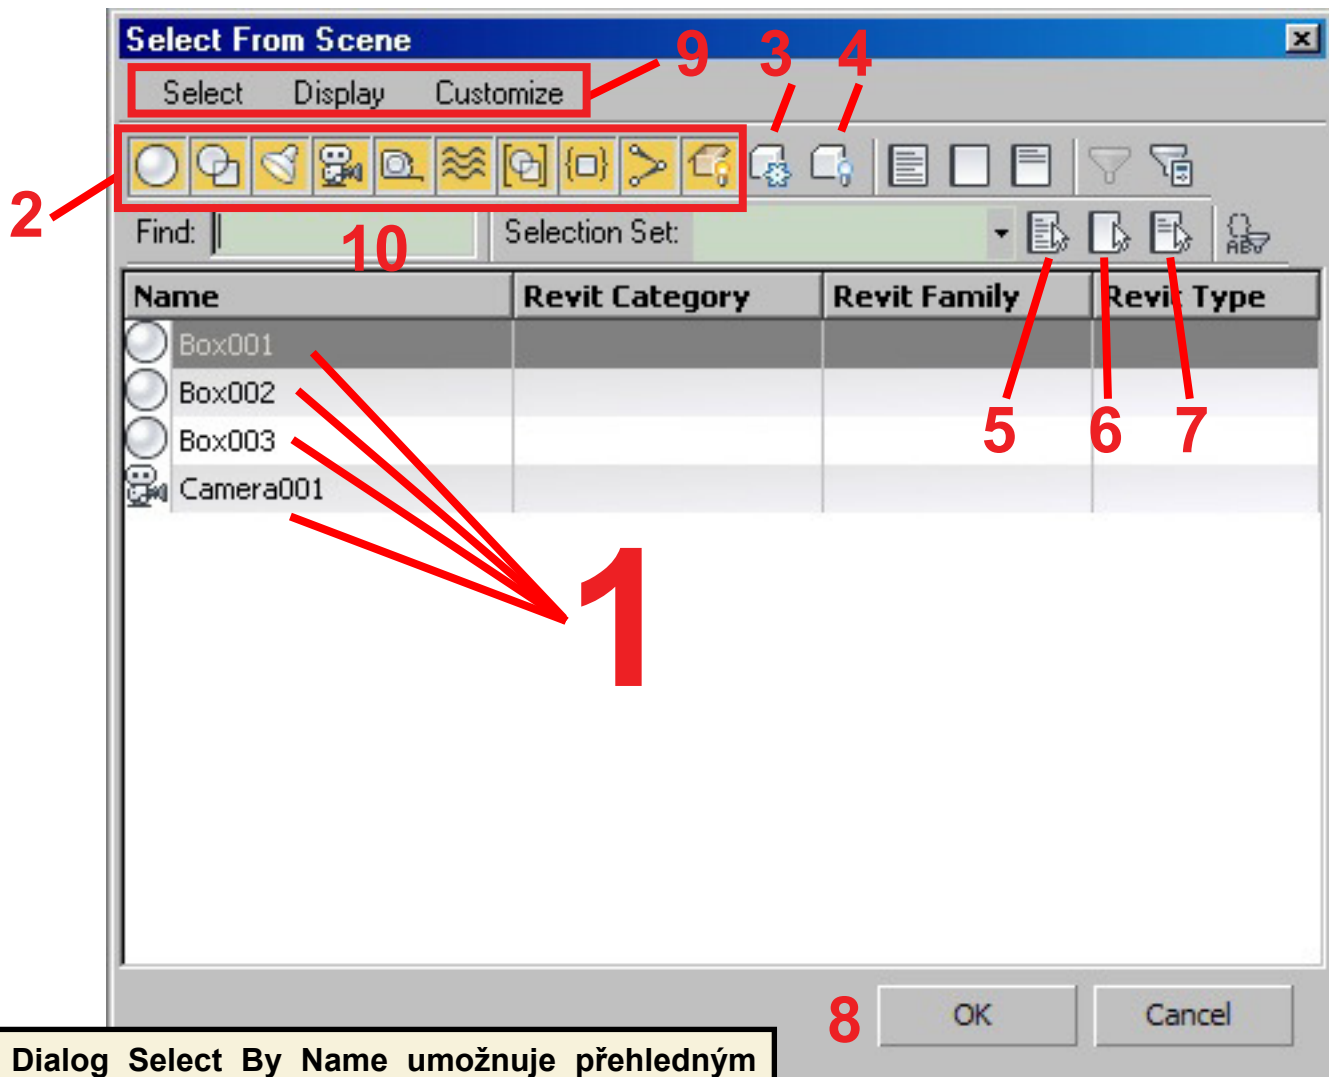 Select From Scene
9 3 4
Select Display Customize
2
Find: 10 Selection Set:
Name Revit Category Revit Family Revit Type
Box001
Box002
5 6 7
Box003
Camera001
1
8 OK Cancel
Dialog Select By Name umožnuje přehledným